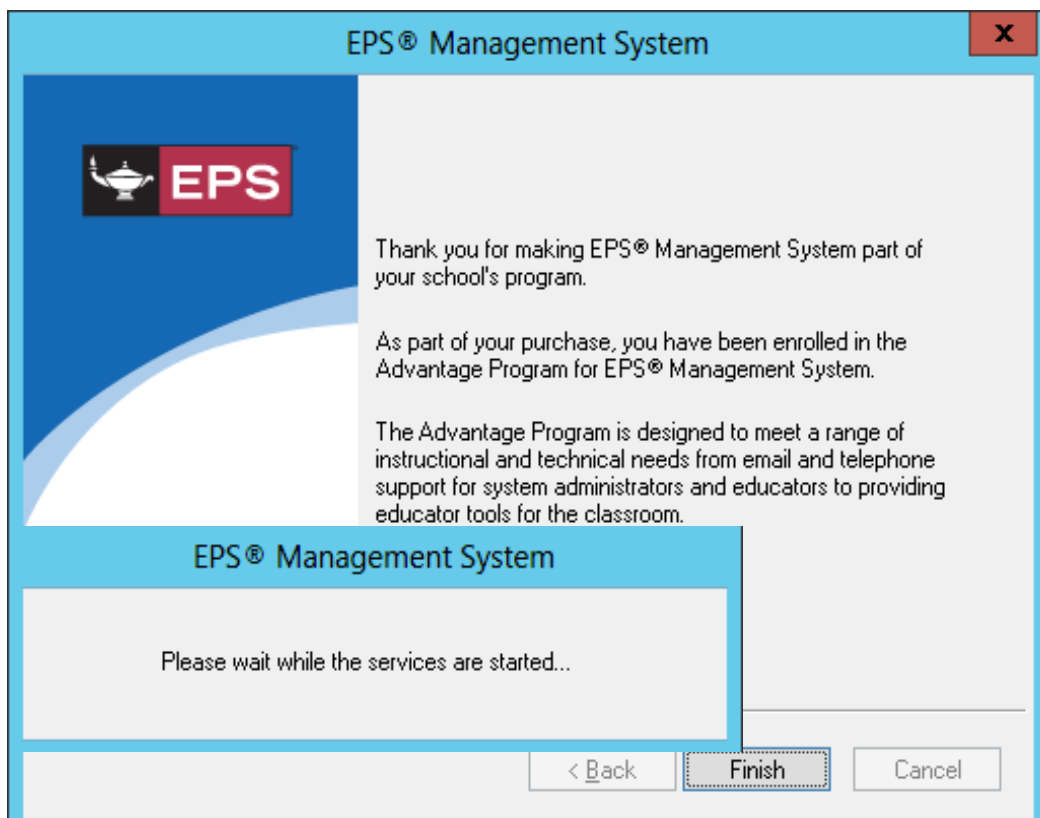 EPS® Management System
x
EPS
Thank you for making EPS® Management System part of
your school's program.
As part of your purchase, you have been enrolled in the
Advantage Program for EPS® Management System.
The Advantage Program is designed to meet a range of
instructional and technical needs from email and telephone
support for system administrators and educators to providing
educator tools for the classroom.
EPS® Management System
Please wait while the services are started...
< Back
Finish
Cancel